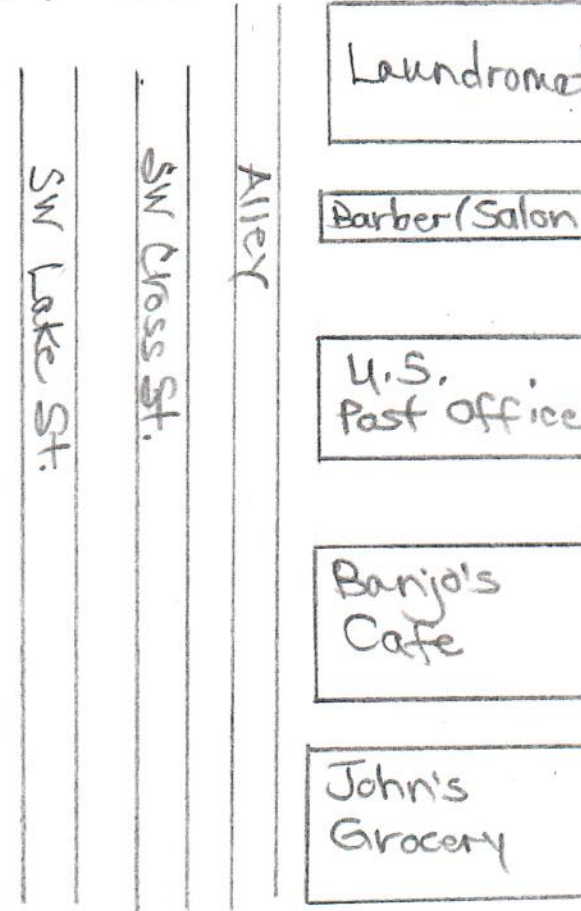 SW Lake St.
SW Cross St.
Alley
Laundromat
Barber/Salon
U.S.
Post Office
Banjo's
Cafe
John's
Grocery